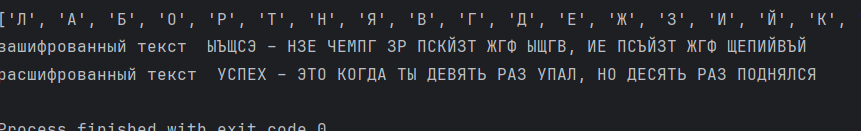 ['Л', 'А', 'Б', 'О', 'Р', 'Т', 'Н', 'Я', 'В', 'Г', 'Д', 'Е', 'Ж', 'З', 'И', 'Й', 'К',
зашифрованный текст  ЫЪЩСЭ – НЗЕ ЧЕМПГ ЗР ПСКЙЗТ ЖГФ ЫЩГВ, ИЕ ПСЪЙЗТ ЖГФ ЩЕПИЙВЪЙ
расшифрованный текст  УСПЕХ – ЭТО КОГДА ТЫ ДЕВЯТЬ РАЗ УПАЛ, НО ДЕСЯТЬ РАЗ ПОДНЯЛСЯ
Process finished with exit code 0